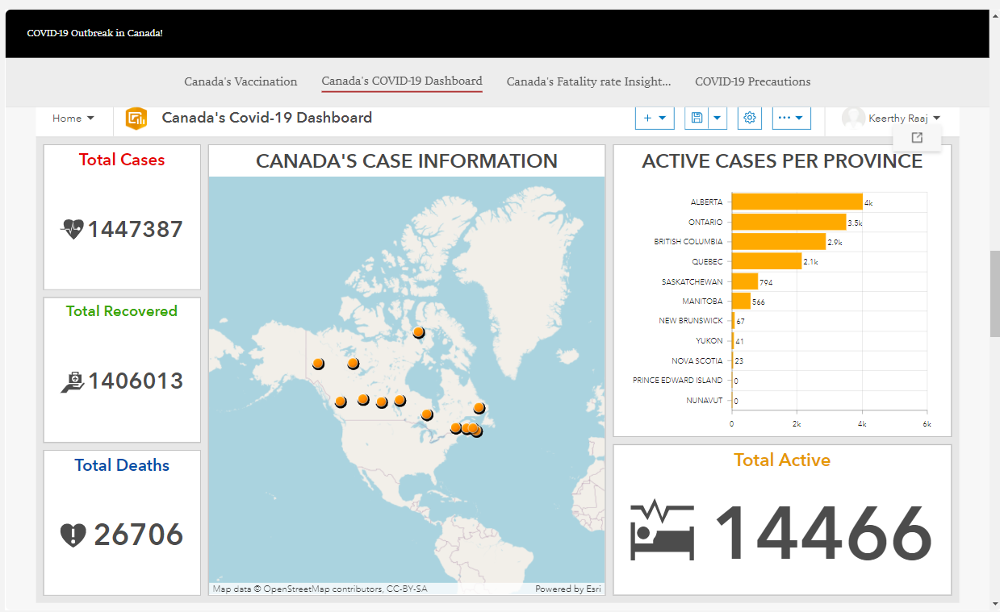 COVID-19 Outbreak in Canada!
Canada's Vaccination
Canada's COVID-19 Dashboard
Canada's Fatality rate Insight...
COVID-19 Precautions
Home
Canada's Covid-19 Dashboard
Keerthy Raaj
Total Cases
1447387
Total Recovered
1406013
Total Deaths
26706
CANADA'S CASE INFORMATION
Map data © OpenStreetMap contributors, CC-BY-SA
Powered by Esri
ACTIVE CASES PER PROVINCE
ALBERTA 4k
ONTARIO 3.5k
BRITISH COLUMBIA 2.9k
QUEBEC 2.1k
SASKATCHEWAN 794
MANITOBA 566
NEW BRUNSWICK 67
YUKON 41
NOVA SCOTIA 23
PRINCE EDWARD ISLAND 0
NUNAVUT 0
0 2k 4k 6k
Total Active
14466